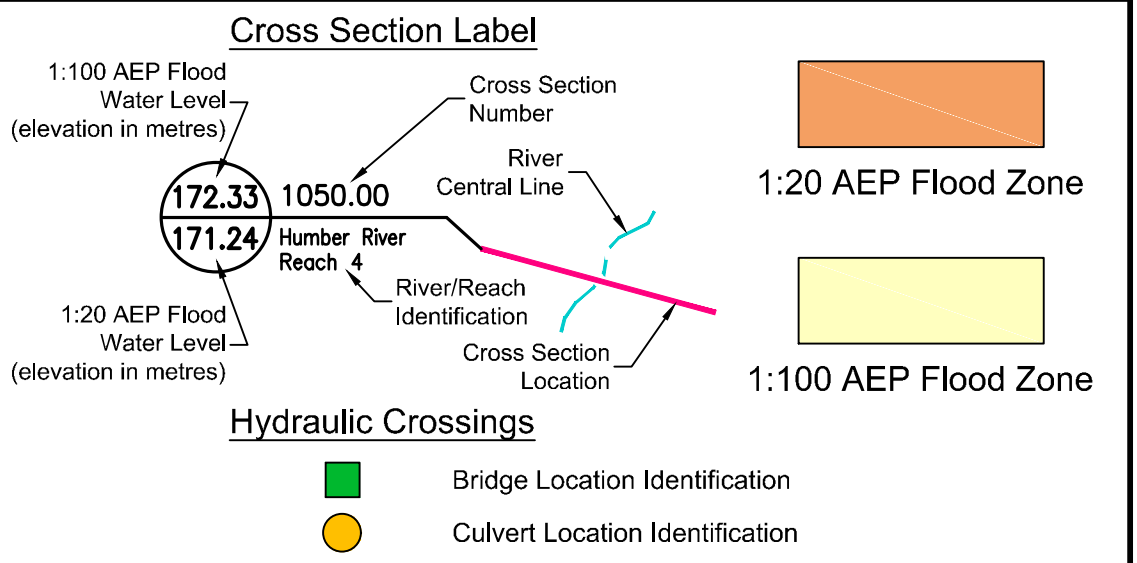 Cross Section Label
1:100 AEP Flood
Water Level
(elevation in metres)
Cross Section
Number
River
Central Line
172.33
1050.00
171.24
Humber River
Reach 4
River/Reach
Identification
1:20 AEP Flood
Water Level
(elevation in metres)
Cross Section
Location
1:20 AEP Flood Zone
1:100 AEP Flood Zone
Hydraulic Crossings
Bridge Location Identification
Culvert Location Identification